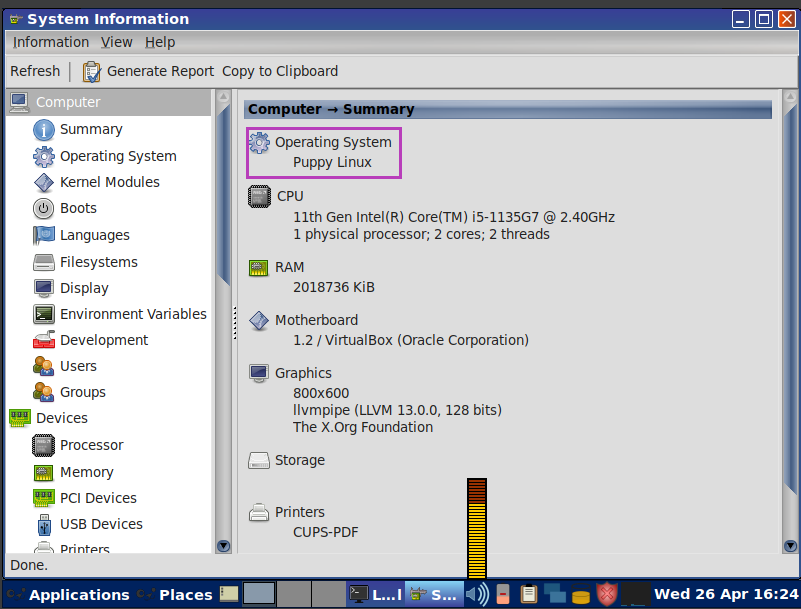 System Information
Information View Help
Refresh Generate Report Copy to Clipboard
Computer
Summary
Operating System
Kernel Modules
Boots
Languages
Filesystems
Display
Environment Variables
Development
Users
Groups
Devices
Processor
Memory
PCI Devices
USB Devices
Printers
Computer → Summary
Operating System
Puppy Linux
CPU
11th Gen Intel(R) Core(TM) i5-1135G7 @ 2.40GHz
1 physical processor; 2 cores; 2 threads
RAM
2018736 KiB
Motherboard
1.2 / VirtualBox (Oracle Corporation)
Graphics
800x600
llvmpipe (LLVM 13.0.0, 128 bits)
The X.Org Foundation
Storage
Printers
CUPS-PDF
Done.
Applications Places L...l S... Wed 26 Apr 16:24